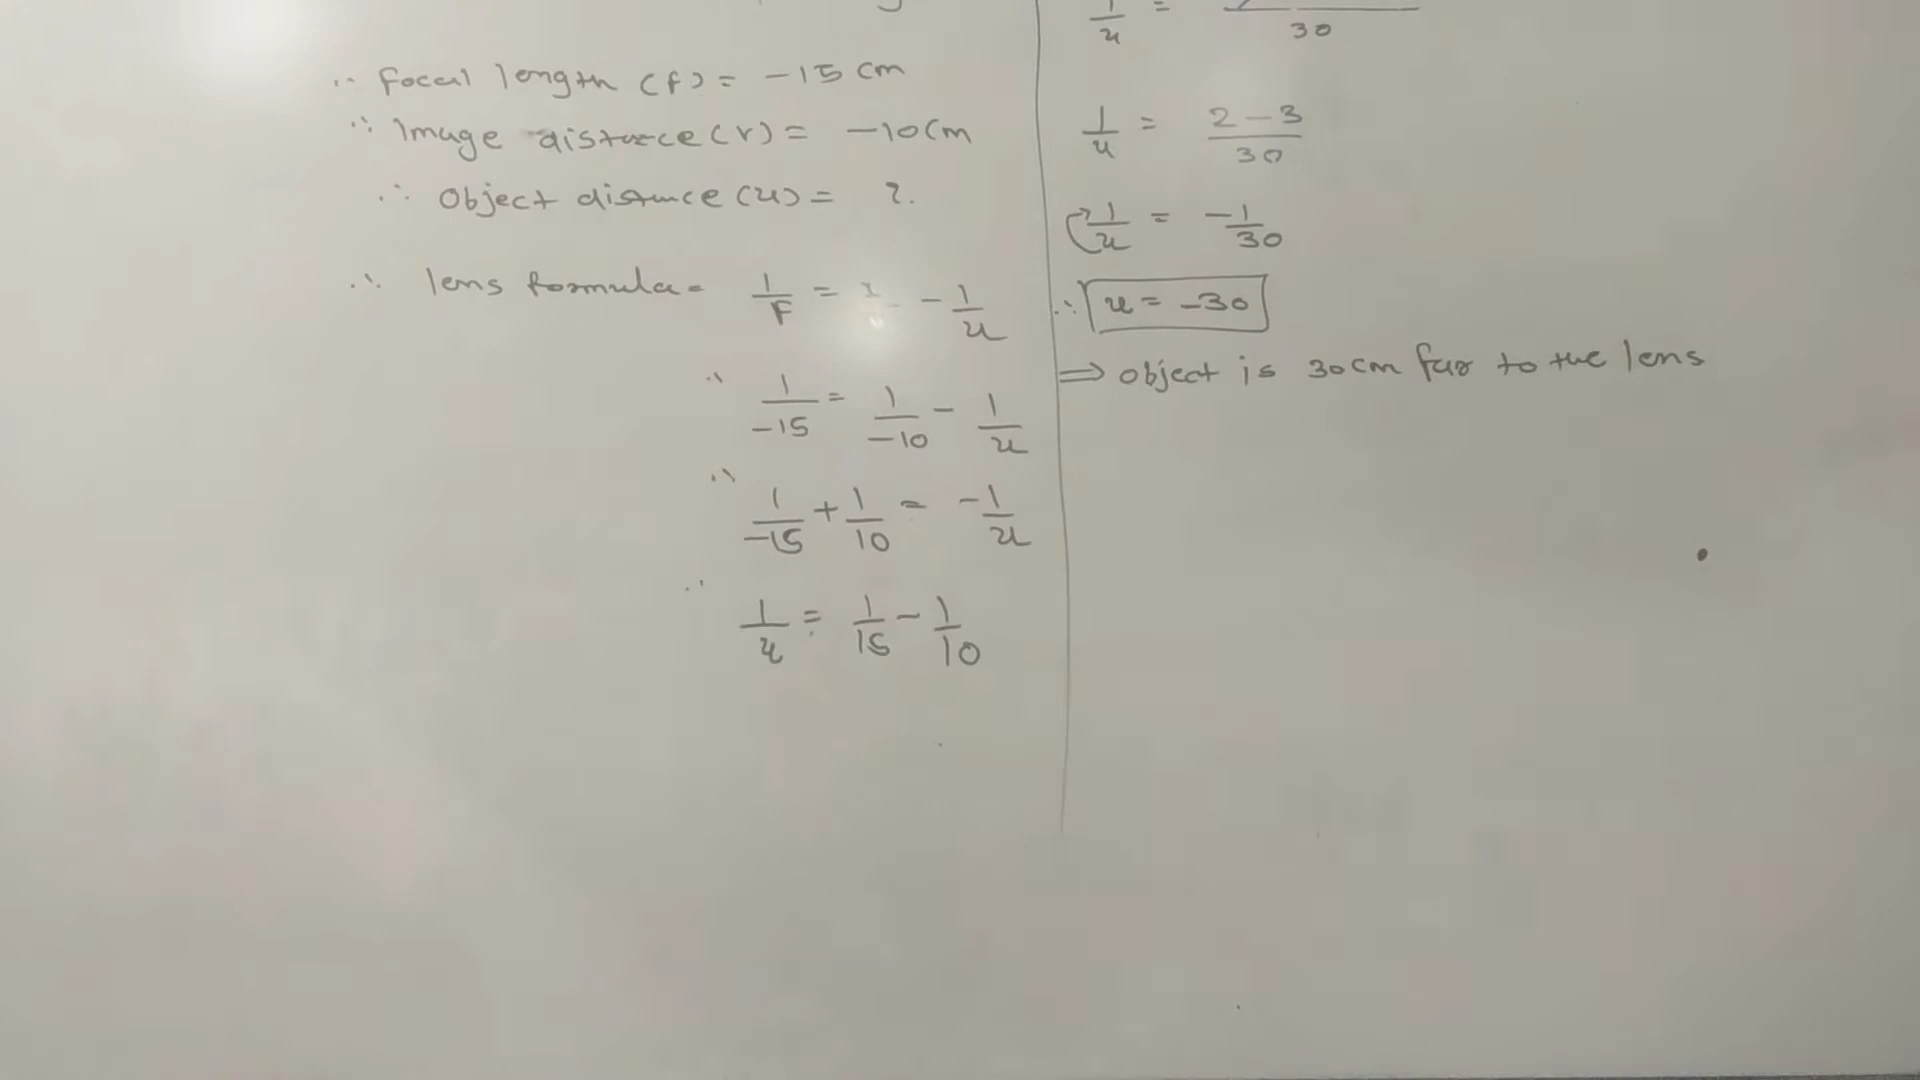 ∴ focal length (f) = -15 cm
∴ Image distance (v) = -10 cm
∴ Object distance (u) = ?
∴ lens formula = 1/F = - 1/u
∴ 1/-15 = 1/-10 - 1/u
∴ 1/-15 + 1/10 = -1/u
∴ 1/u = 1/15 - 1/10
1/u = 30
1/u = 2-3/30
1/u = -1/30
∴ u = -30
⇒ object is 30 cm far to the lens